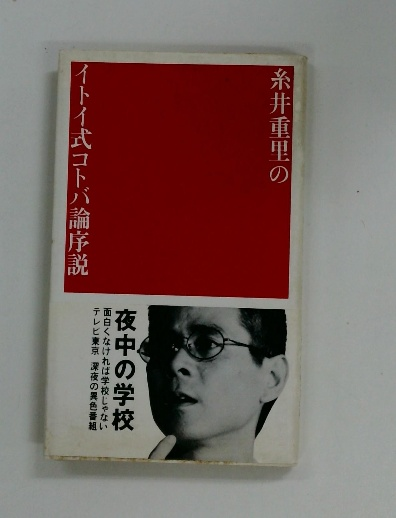 糸井重里の
イトイ式コトバ論序説
夜中の学校
面白くなければ学校じゃない
テレビ東京 深夜の異色番組